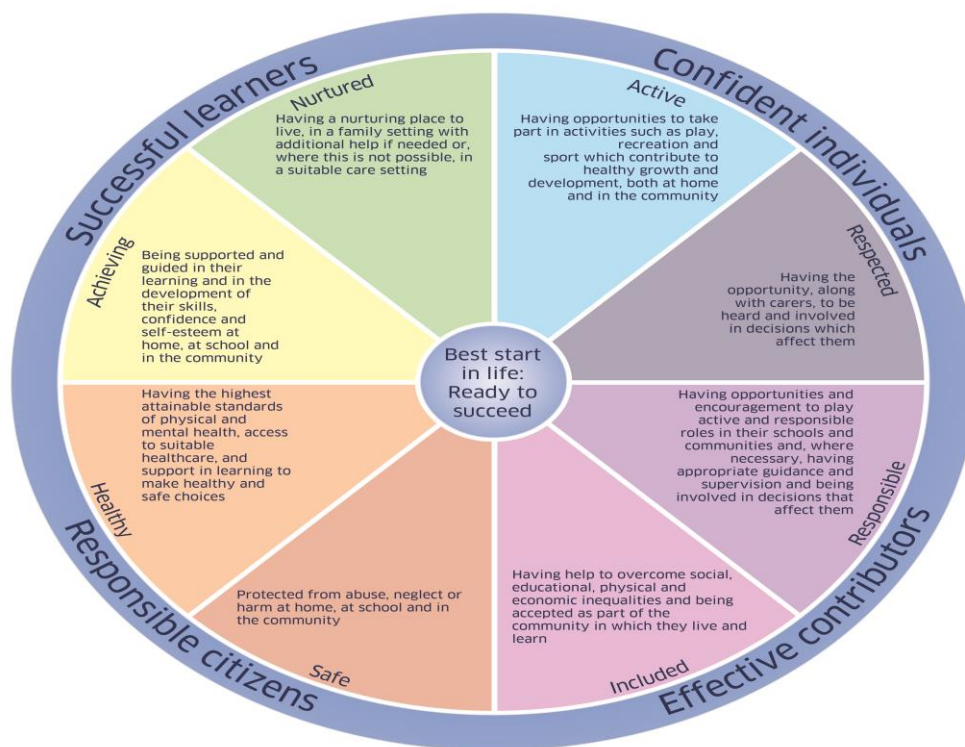 Successful learners
Confident individuals
Nurtured
Having a nurturing place to
live, in a family setting with
additional help if needed or,
where this is not possible, in
a suitable care setting
Active
Having opportunities to take
part in activities such as play,
recreation and
sport which contribute to
healthy growth and
development, both at home
and in the community
Achieving
Being supported and
guided in their
learning and in the
development of
their skills,
confidence and
self-esteem at
home, at school and
in the community
Respected
Having the
opportunity, along
with carers, to be
heard and involved
in decisions which
affect them
Best start
in life:
Ready to
succeed
Healthy
Having the highest
attainable standards
of physical and
mental health, access
to suitable
healthcare, and
support in learning to
make healthy and
safe choices
Responsible
Having opportunities and
encouragement to play
active and responsible
roles in their schools and
communities and, where
necessary, having
appropriate guidance and
supervision and being
involved in decisions that
affect them
Protected from abuse, neglect or
harm at home, at school and in
the community
Safe
Having help to overcome social,
educational, physical and
economic inequalities and being
accepted as part of the
community in which they live and
learn
Included
Responsible citizens
Effective contributors